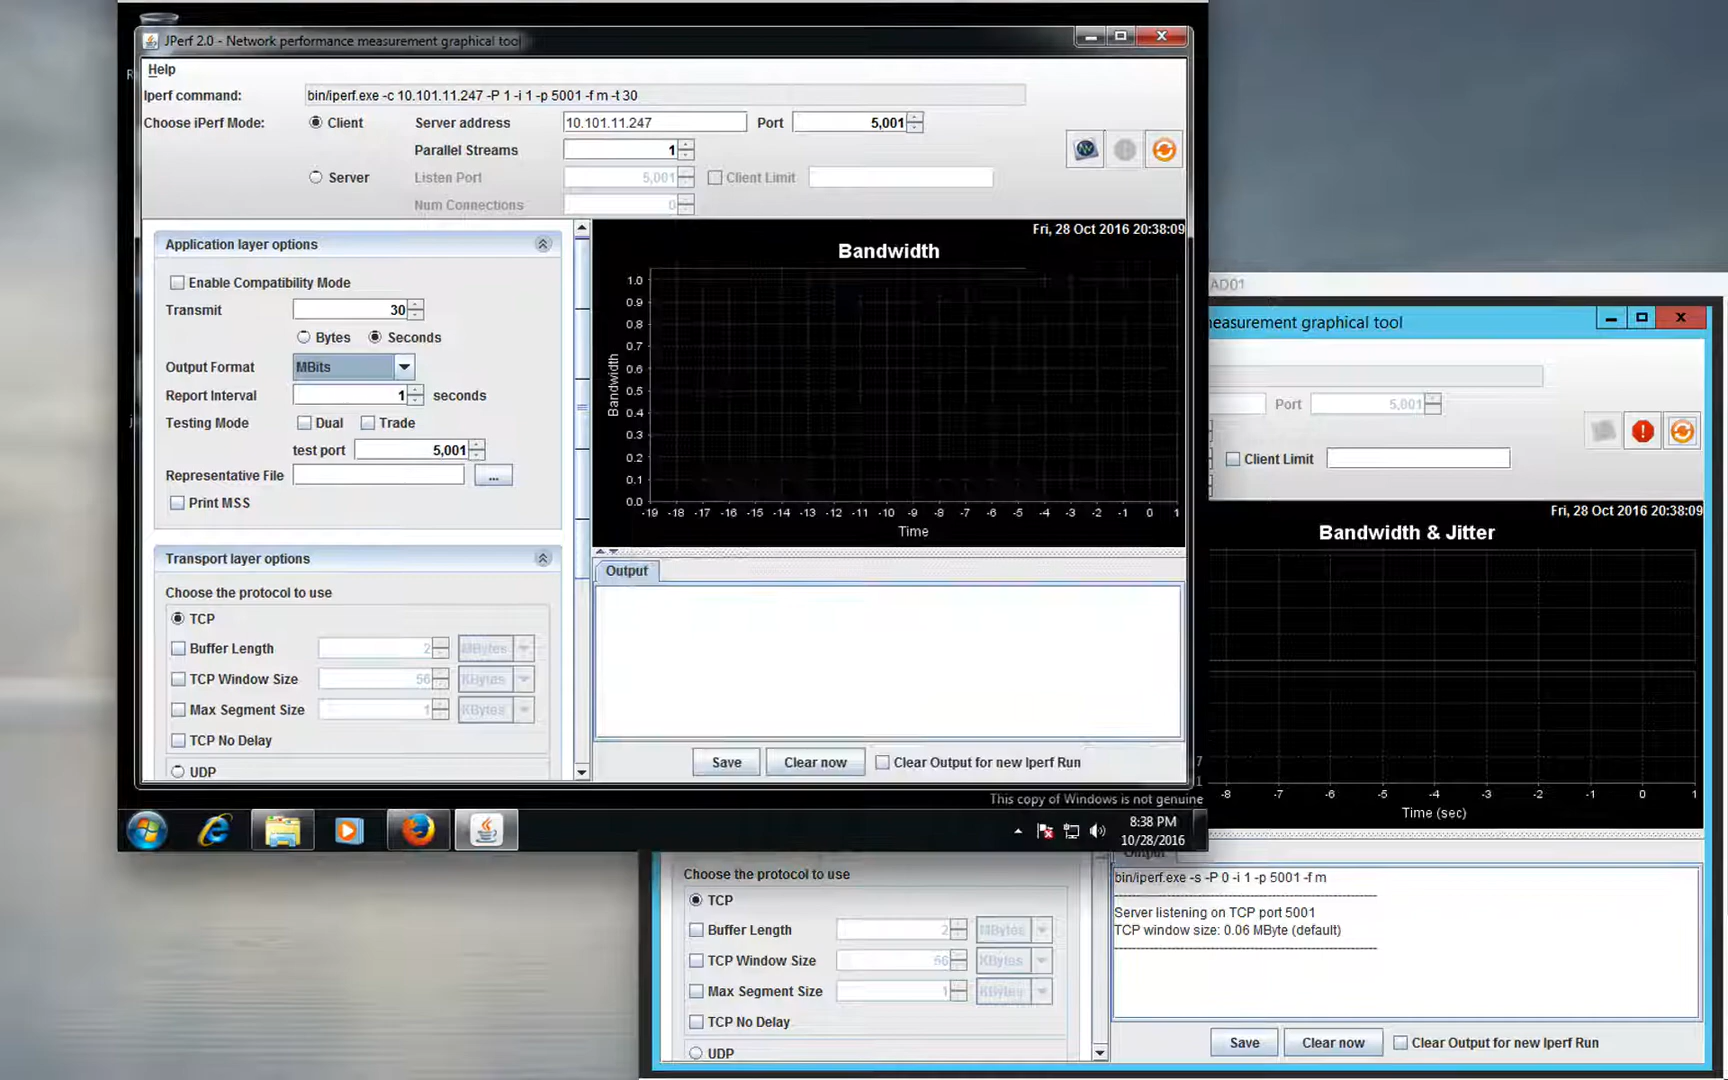 JPerf 2.0 - Network performance measurement graphical tool
Help
Iperf command: bin/iperf.exe -c 10.101.11.247 -P 1 -i 1 -p 5001 -f m -t 30
Choose iPerf Mode: Client Server address 10.101.11.247 Port 5,001
Parallel Streams 1
Server Listen Port 5,001 Client Limit
Num Connections 0
Application layer options
Enable Compatibility Mode
Transmit 30
Bytes Seconds
Output Format MBits
Report Interval 1 seconds
Testing Mode Dual Trade
test port 5,001
Representative File ...
Print MSS
Transport layer options
Choose the protocol to use
TCP
Buffer Length 2 MBytes
TCP Window Size 56 KBytes
Max Segment Size 1 KBytes
TCP No Delay
UDP
Fri, 28 Oct 2016 20:38:09
Bandwidth
1.0
0.9
0.8
0.7
0.6
0.5
0.4
0.3
0.2
0.1
0.0
Bandwidth
-19 -18 -17 -16 -15 -14 -13 -12 -11 -10 -9 -8 -7 -6 -5 -4 -3 -2 -1 0 1
Time
Output
Save Clear now Clear Output for new Iperf Run
This copy of Windows is not genuine
8:38 PM
10/28/2016
AD01
measurement graphical tool
Port 5,001
Client Limit
Fri, 28 Oct 2016 20:38:09
Bandwidth & Jitter
-8 -7 -6 -5 -4 -3 -2 -1 0 1
Time (sec)
Choose the protocol to use
TCP
Buffer Length 2 MBytes
TCP Window Size 56 KBytes
Max Segment Size 1 KBytes
TCP No Delay
UDP
Output
bin/iperf.exe -s -P 0 -i 1 -p 5001 -f m
------------------------------------------------------------
Server listening on TCP port 5001
TCP window size: 0.06 MByte (default)
------------------------------------------------------------
Save Clear now Clear Output for new Iperf Run